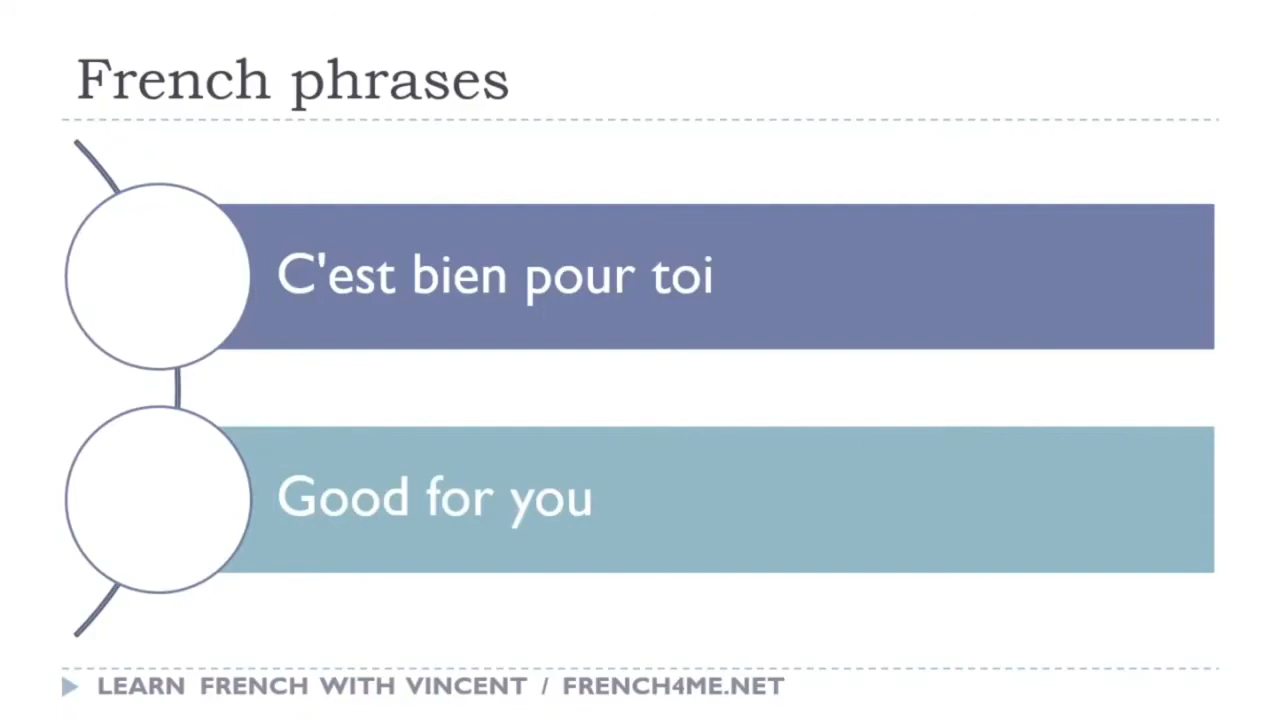 French phrases
C'est bien pour toi
Good for you
LEARN FRENCH WITH VINCENT / FRENCH4ME.NET